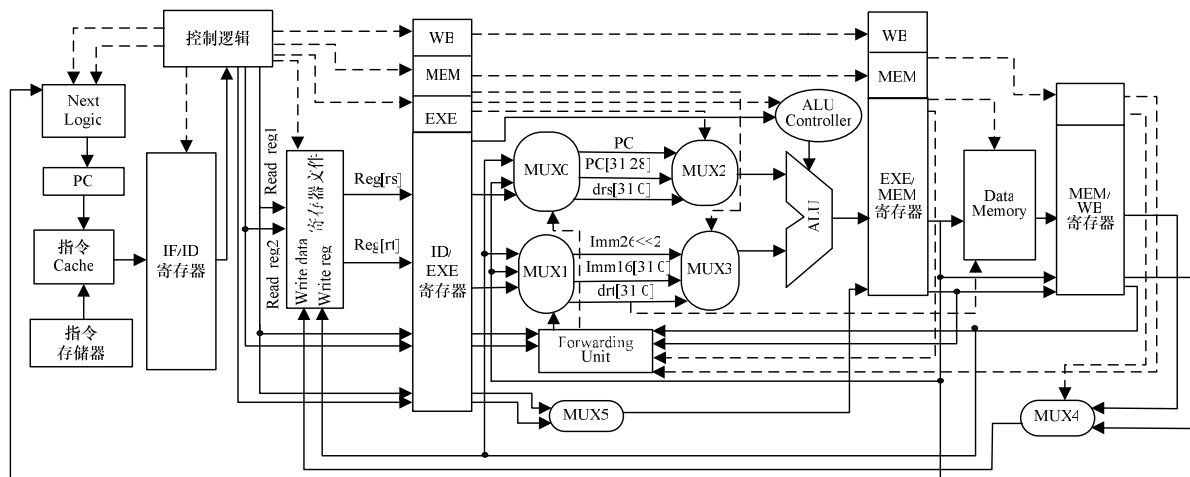 控制逻辑
Next
Logic
PC
指令
Cache
指令
存储器
IF/ID
寄存器
Read_reg1
Read_reg2
寄存器文件
Write data
Write reg
Reg[rs]
Reg[rt]
WB
MEM
EXE
ID/
EXE
寄存器
MUX0
MUX1
PC
PC[31 28]
drs[31 0]
Imm26<<2
Imm16[31 0]
drt[31 0]
MUX2
MUX3
Forwarding
Unit
MUX5
ALU
Controller
ALU
WB
MEM
EXE/
MEM
寄存器
Data
Memory
MEM/
WB
寄存器
MUX4